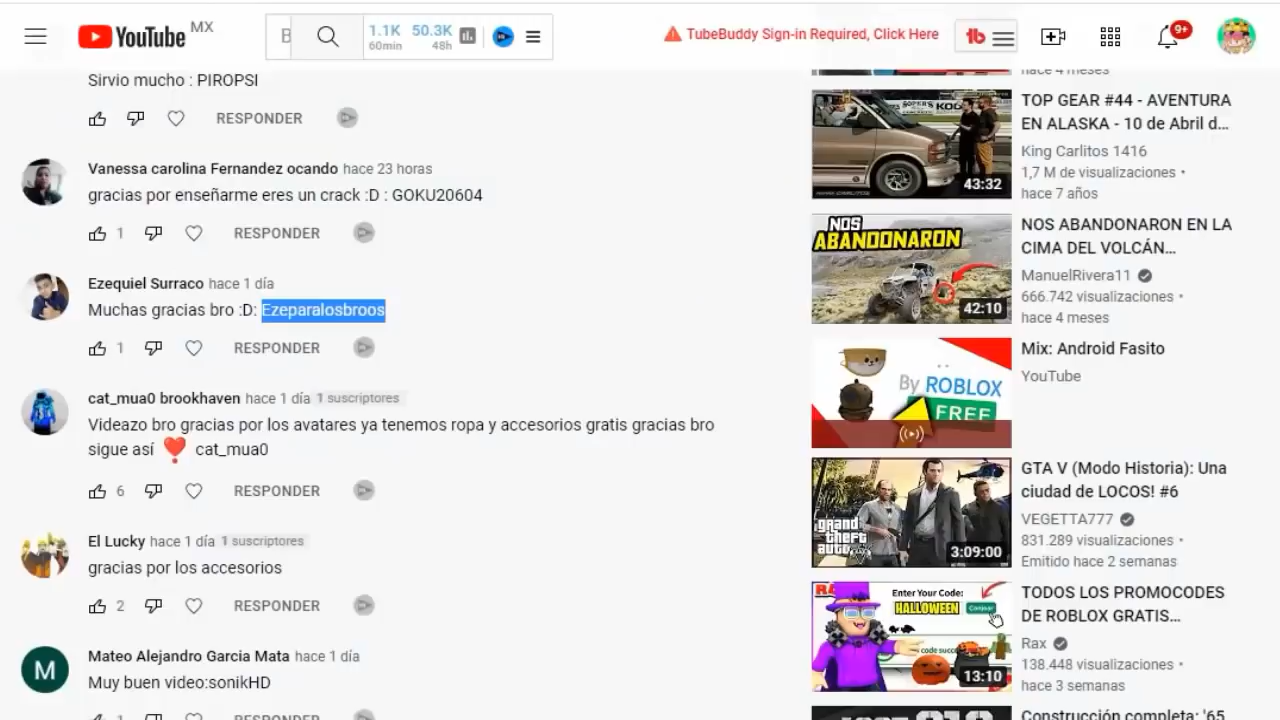 YouTube MX
1.1K 60min
50.3K 48h
TubeBuddy Sign-in Required, Click Here
tb
9+
Sirvio mucho : PIROPSI
RESPONDER
Vanessa carolina Fernandez ocando hace 23 horas
gracias por enseñarme eres un crack :D : GOKU20604
1 RESPONDER
Ezequiel Surraco hace 1 día
Muchas gracias bro :D: Ezeparalosbroos
1 RESPONDER
cat_mua0 brookhaven hace 1 día 1 suscriptores
Videazo bro gracias por los avatares ya tenemos ropa y accesorios gratis gracias bro
sigue así ❣️ cat_mua0
6 RESPONDER
El Lucky hace 1 día 1 suscriptores
gracias por los accesorios
2 RESPONDER
M
Mateo Alejandro Garcia Mata hace 1 día
Muy buen video:sonikHD
1 RESPONDER
hace 4 meses
43:32
TOP GEAR #44 - AVENTURA
EN ALASKA - 10 de Abril d...
King Carlitos 1416
1,7 M de visualizaciones •
hace 7 años
NOS
ABANDONARON
42:10
NOS ABANDONARON EN LA
CIMA DEL VOLCÁN...
ManuelRivera11
666.742 visualizaciones •
hace 4 meses
By ROBLOX
FREE
Mix: Android Fasito
YouTube
grand
theft
auto
3:09:00
GTA V (Modo Historia): Una
ciudad de LOCOS! #6
VEGETTA777
831.289 visualizaciones •
Emitido hace 2 semanas
Enter Your Code:
HALLOWEEN
Canjear
13:10
TODOS LOS PROMOCODES
DE ROBLOX GRATIS...
Rax
138.448 visualizaciones •
hace 3 semanas
Construcción completa: '65